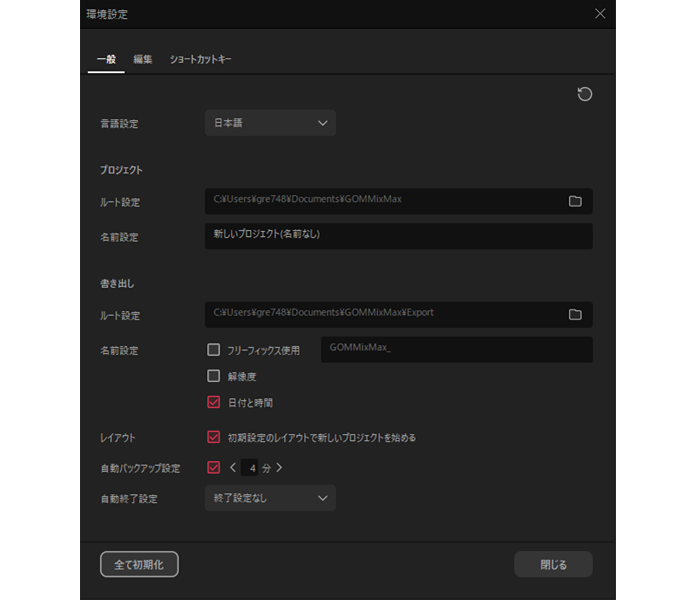 環境設定
一般 編集 ショートカットキー
言語設定 日本語
プロジェクト
ルート設定 C:¥Users¥gre748¥Documents¥GOMMixMax
名前設定 新しいプロジェクト(名前なし)
書き出し
ルート設定 C:¥Users¥gre748¥Documents¥GOMMixMax¥Export
名前設定 フリーフィックス使用 GOMMixMax_
解像度
日付と時間
レイアウト 初期設定のレイアウトで新しいプロジェクトを始める
自動バックアップ設定 4 分
自動終了設定 終了設定なし
全て初期化 閉じる